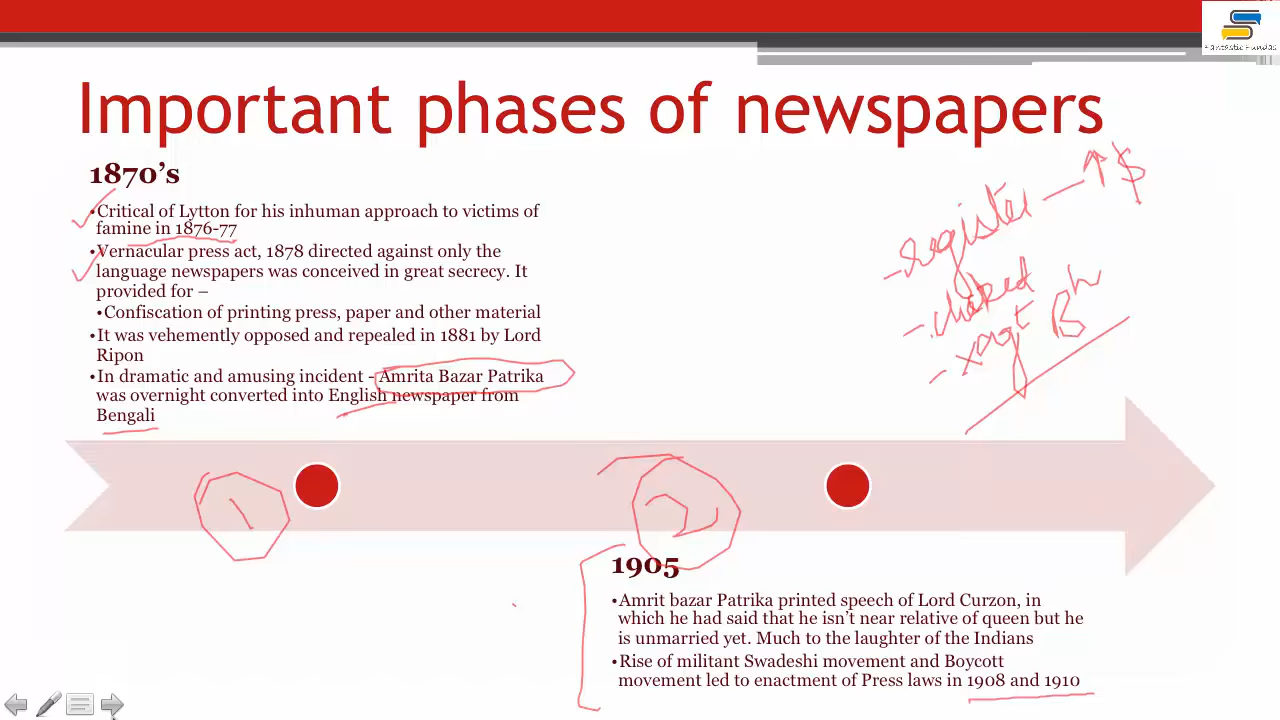 Fantastic Fundas
Important phases of newspapers
1870's
•Critical of Lytton for his inhuman approach to victims of
famine in 1876-77
•Vernacular press act, 1878 directed against only the
language newspapers was conceived in great secrecy. It
provided for –
•Confiscation of printing press, paper and other material
•It was vehemently opposed and repealed in 1881 by Lord
Ripon
•In dramatic and amusing incident - Amrita Bazar Patrika
was overnight converted into English newspaper from
Bengali
- register — ↑ $
-
- x agt B
1
2
1905
•Amrit bazar Patrika printed speech of Lord Curzon, in
which he had said that he isn't near relative of queen but he
is unmarried yet. Much to the laughter of the Indians
•Rise of militant Swadeshi movement and Boycott
movement led to enactment of Press laws in 1908 and 1910